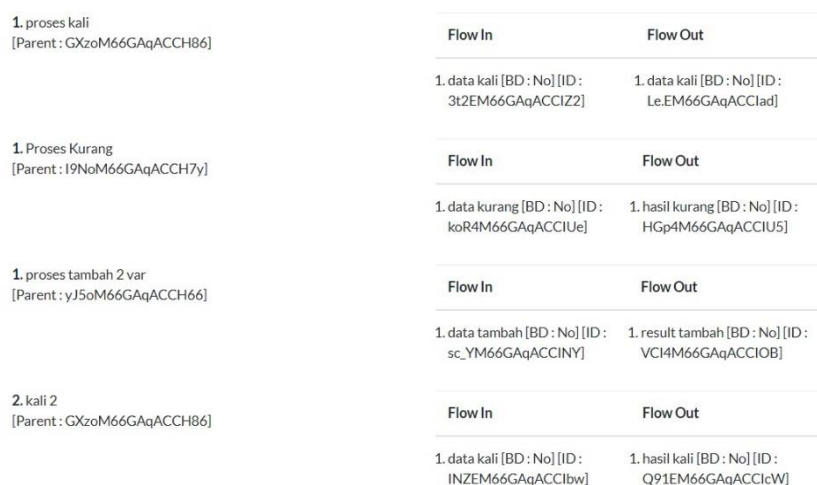 1. proses kali
[Parent : GXzoM66GAqACCH86]
Flow In
Flow Out
1. data kali [BD : No] [ID :
3t2EM66GAqACCIZ2]
1. data kali [BD : No] [ID :
Le.EM66GAqACCIad]
1. Proses Kurang
[Parent : I9NoM66GAqACCH7y]
Flow In
Flow Out
1. data kurang [BD : No] [ID :
koR4M66GAqACCIUe]
1. hasil kurang [BD : No] [ID :
HGp4M66GAqACCIU5]
1. proses tambah 2 var
[Parent : yJ5oM66GAqACCH66]
Flow In
Flow Out
1. data tambah [BD : No] [ID :
sc_YM66GAqACCINY]
1. result tambah [BD : No] [ID :
VCI4M66GAqACCIOB]
2. kali 2
[Parent : GXzoM66GAqACCH86]
Flow In
Flow Out
1. data kali [BD : No] [ID :
INZEM66GAqACCIbw]
1. hasil kali [BD : No] [ID :
Q91EM66GAqACCIcW]